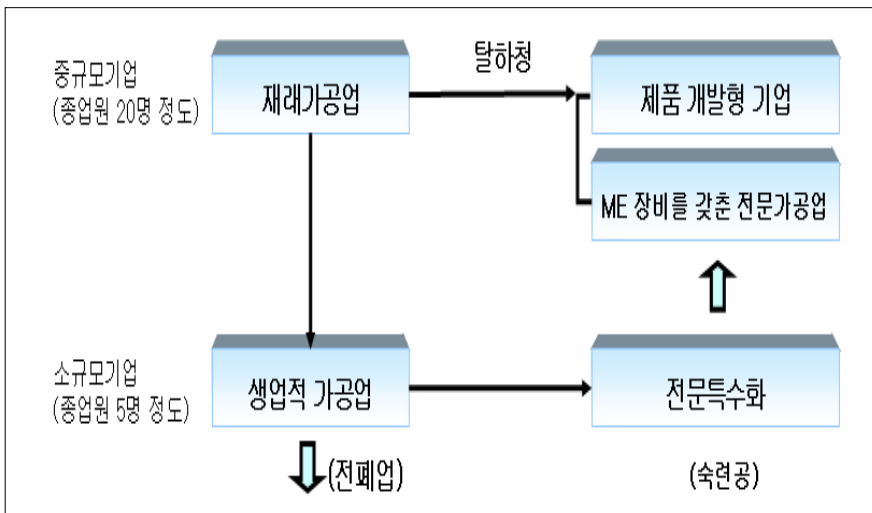 중규모기업
(종업원 20명 정도)
재래가공업
탈하청
제품 개발형 기업
ME 장비를 갖춘 전문가공업
소규모기업
(종업원 5명 정도)
생업적 가공업
전문특수화
(전폐업)
(숙련공)